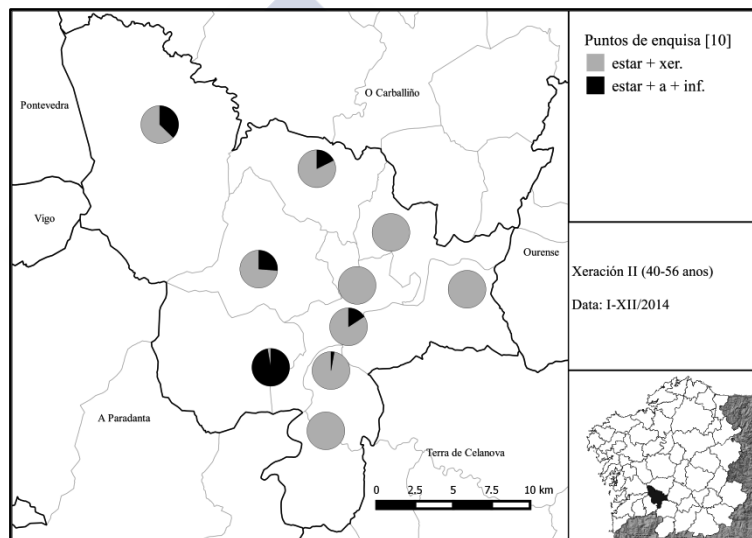 Pontevedra
O Carballiño
Vigo
Ourense
A Paradanta
Terra de Celanova
0 2,5 5 7.5 10 km
Puntos de enquisa [10]
estar + xer.
estar + a + inf.
Xeración II (40-56 anos)
Data: I-XII/2014